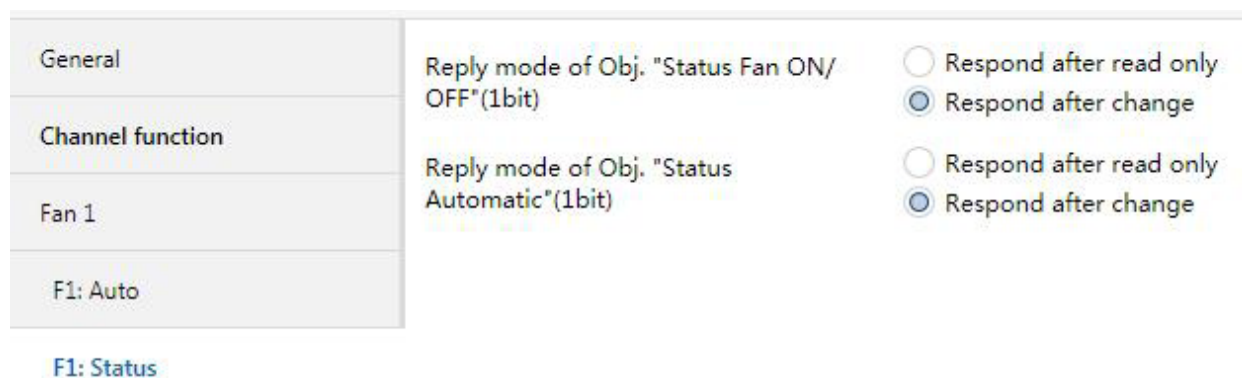 General
Channel function
Fan 1
F1: Auto
F1: Status
Reply mode of Obj. "Status Fan ON/
OFF"(1bit)
Respond after read only
Respond after change
Reply mode of Obj. "Status
Automatic"(1bit)
Respond after read only
Respond after change